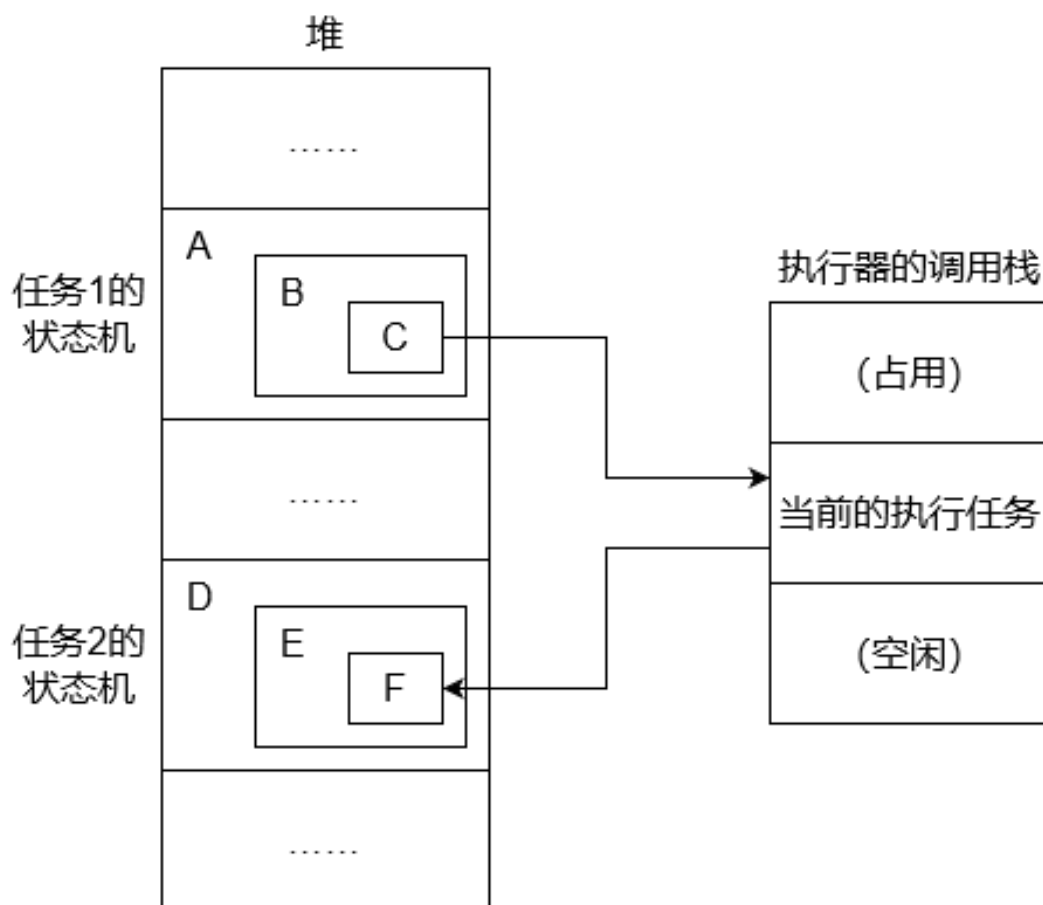 堆
……
A
B
C
任务1的
状态机
……
D
E
F
任务2的
状态机
……
执行器的调用栈
(占用)
当前的执行任务
(空闲)